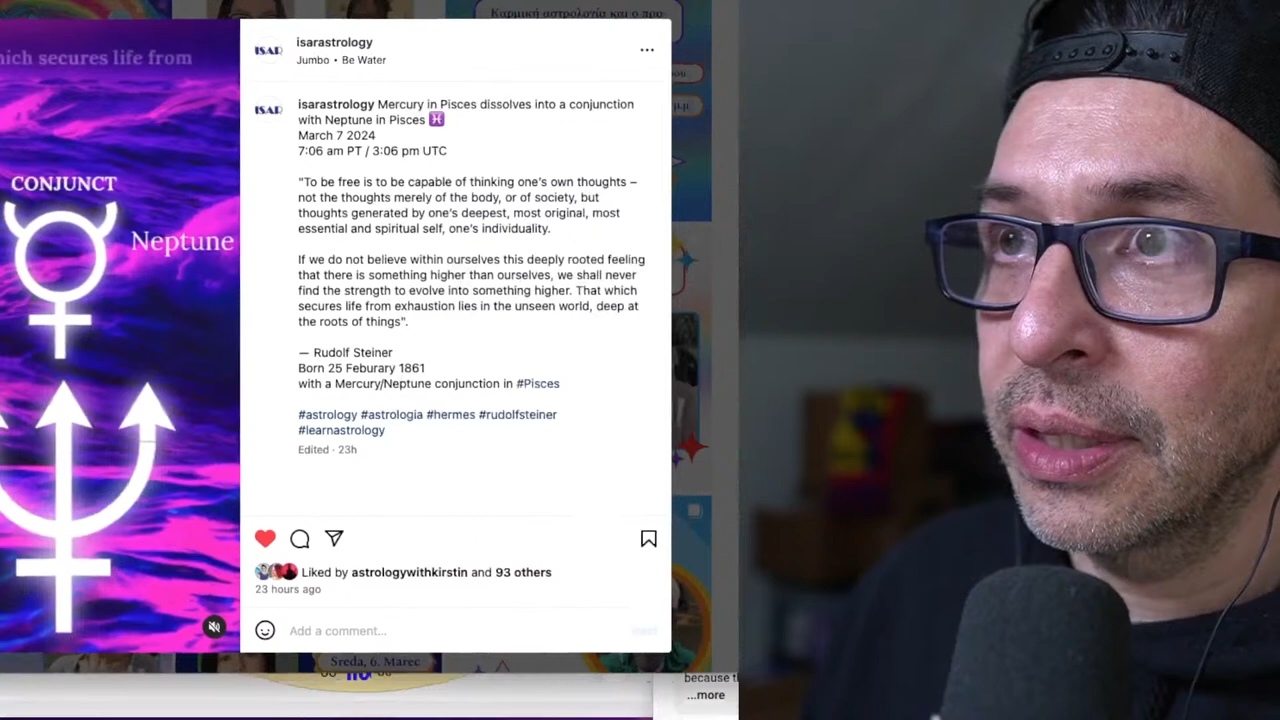 Καρμική αστρολογία και ο προ
hich secures life from
CONJUNCT
Neptune
ISAR
isarastrology
Jumbo • Be Water
ISAR
isarastrology Mercury in Pisces dissolves into a conjunction
with Neptune in Pisces ♓
March 7 2024
7:06 am PT / 3:06 pm UTC
"To be free is to be capable of thinking one's own thoughts –
not the thoughts merely of the body, or of society, but
thoughts generated by one's deepest, most original, most
essential and spiritual self, one's individuality.
If we do not believe within ourselves this deeply rooted feeling
that there is something higher than ourselves, we shall never
find the strength to evolve into something higher. That which
secures life from exhaustion lies in the unseen world, deep at
the roots of things".
— Rudolf Steiner
Born 25 Feburary 1861
with a Mercury/Neptune conjunction in #Pisces
#astrology #astrologia #hermes #rudolfsteiner
#learnastrology
Edited · 23h
Liked by astrologywithkirstin and 93 others
23 hours ago
Add a comment...
Sreda, 6. Marec
because th
...more